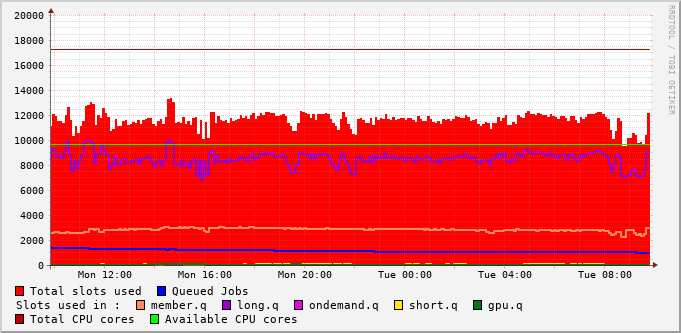 RRDTOOL / TOBI OETIKER
20000
18000
16000
14000
12000
10000
8000
6000
4000
2000
0
Mon 12:00 Mon 16:00 Mon 20:00 Tue 00:00 Tue 04:00 Tue 08:00
Total slots used Queued Jobs
Slots used in : member.q long.q ondemand.q short.q gpu.q
Total CPU cores Available CPU cores